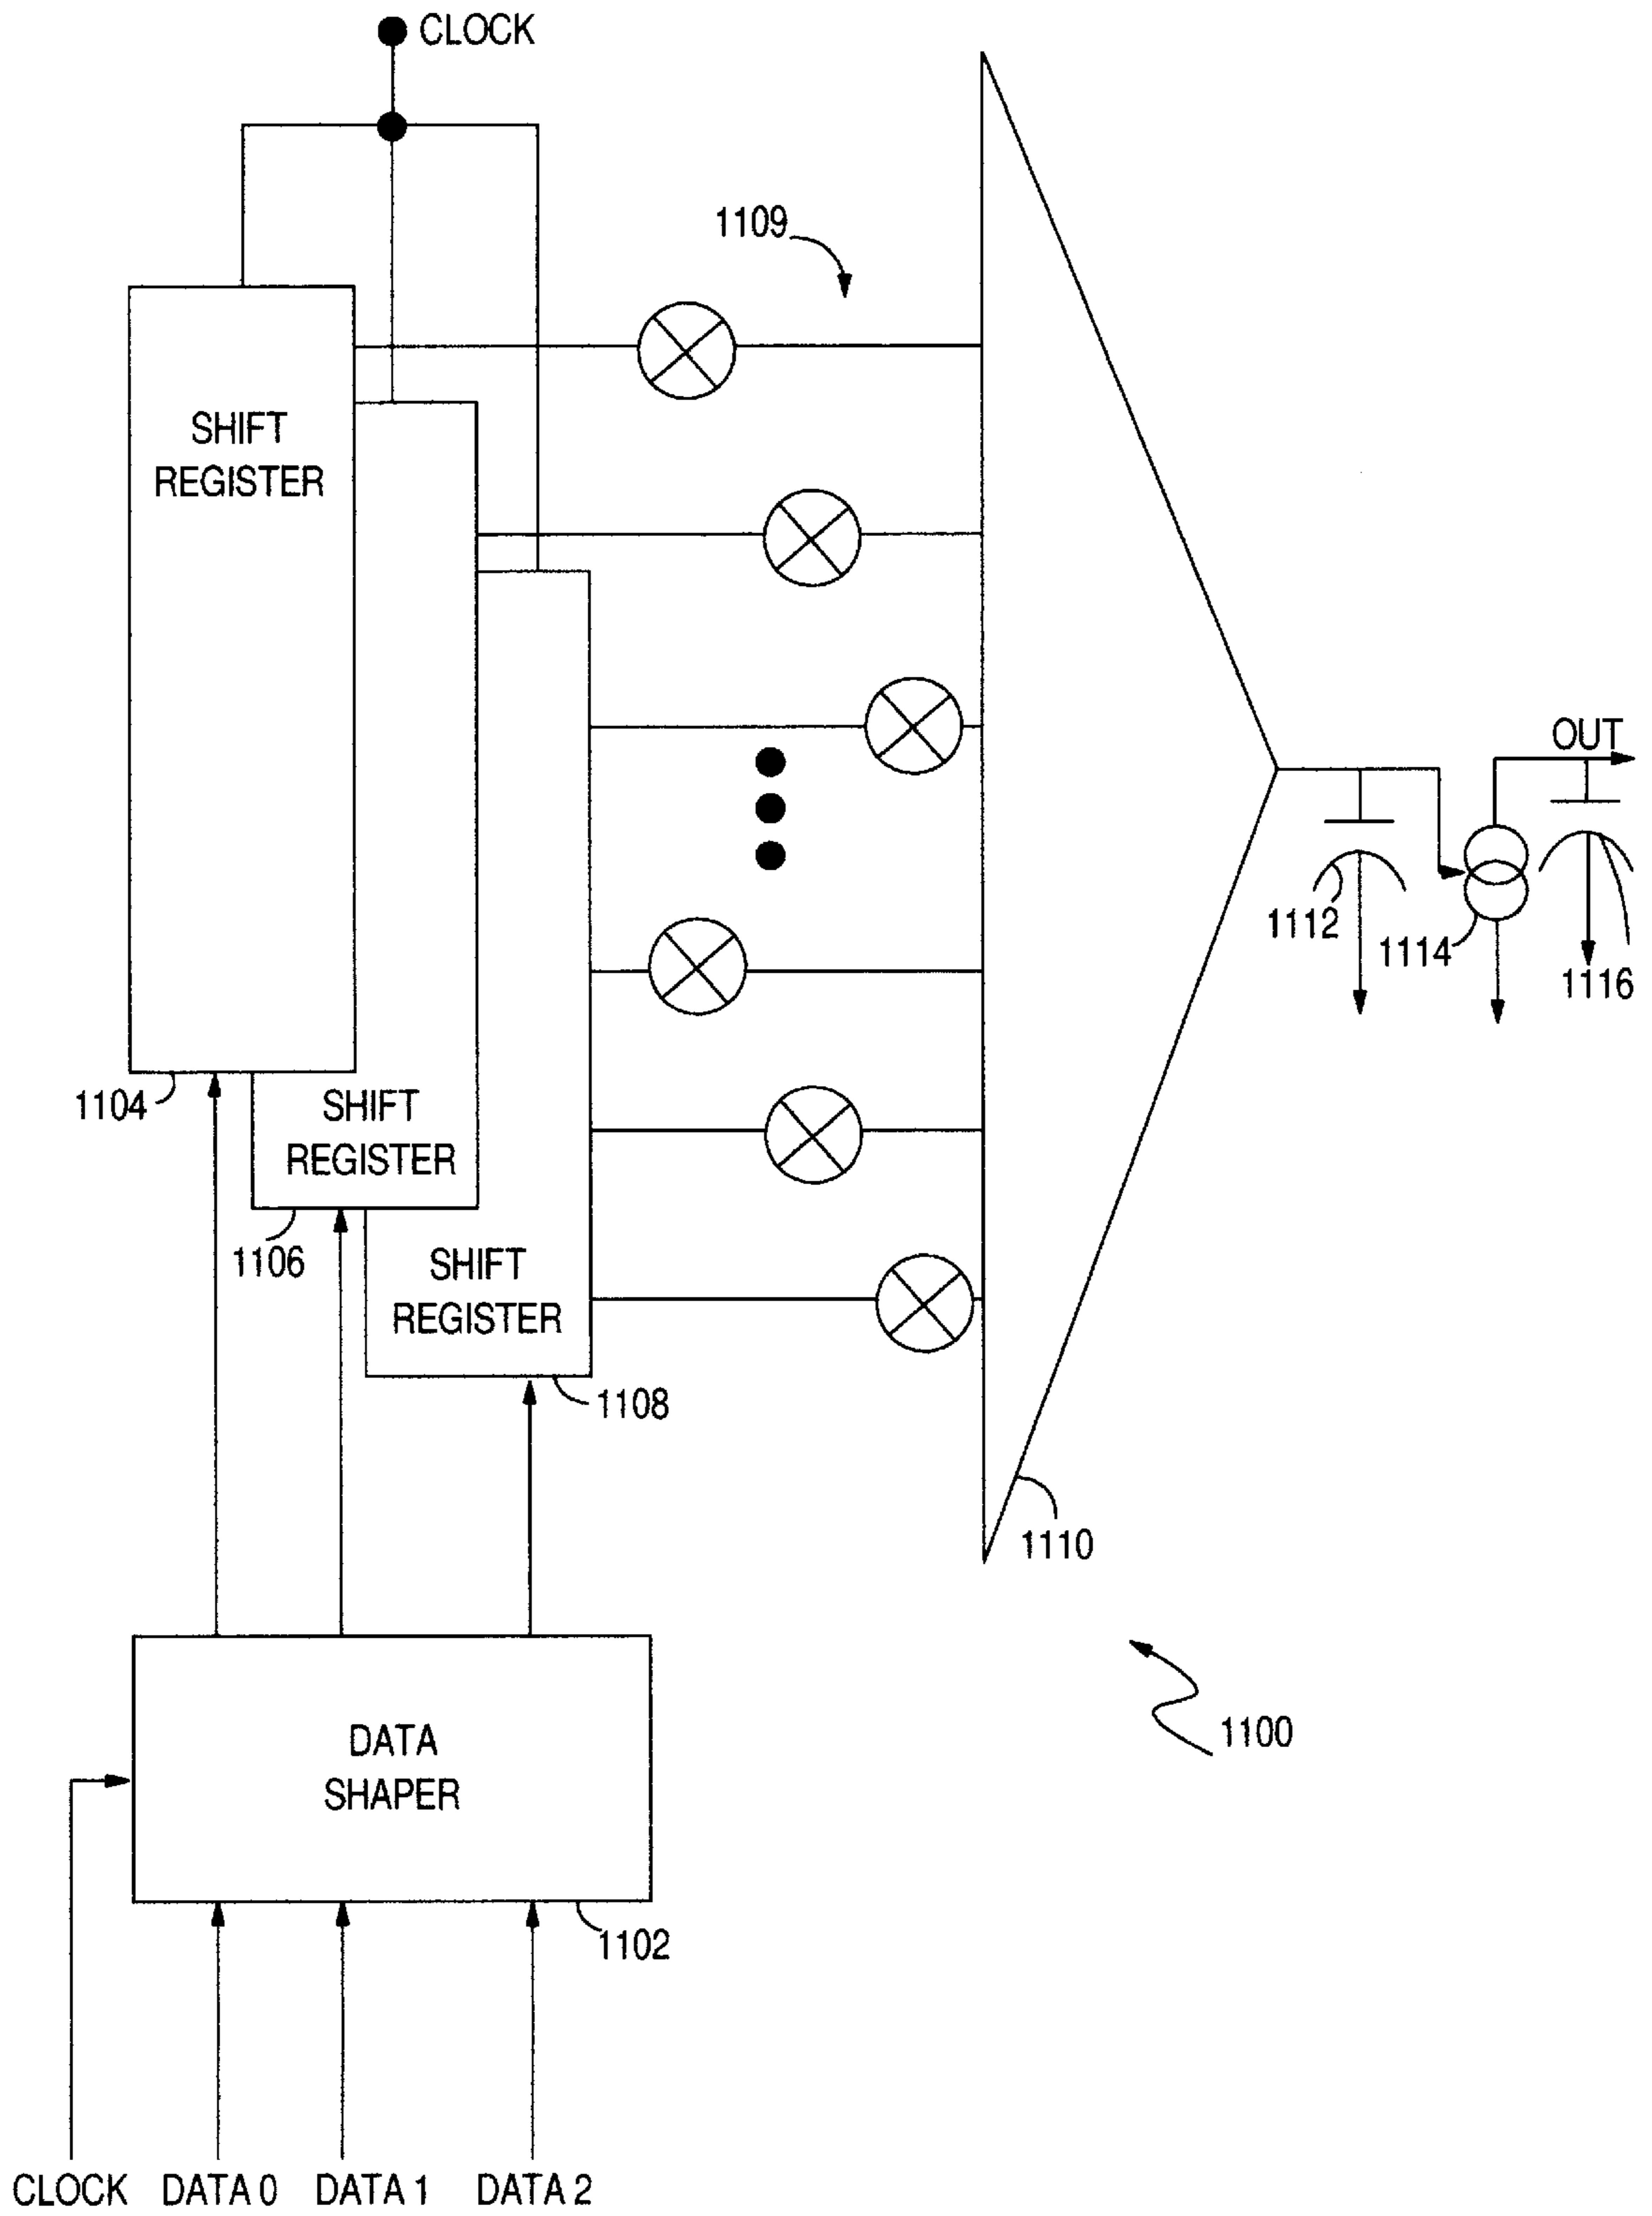 CLOCK
1109
SHIFT
REGISTER
OUT
1112
1114
1116
1104
SHIFT
REGISTER
1106
SHIFT
REGISTER
1108
1110
1100
DATA
SHAPER
1102
CLOCK DATA 0 DATA 1 DATA 2